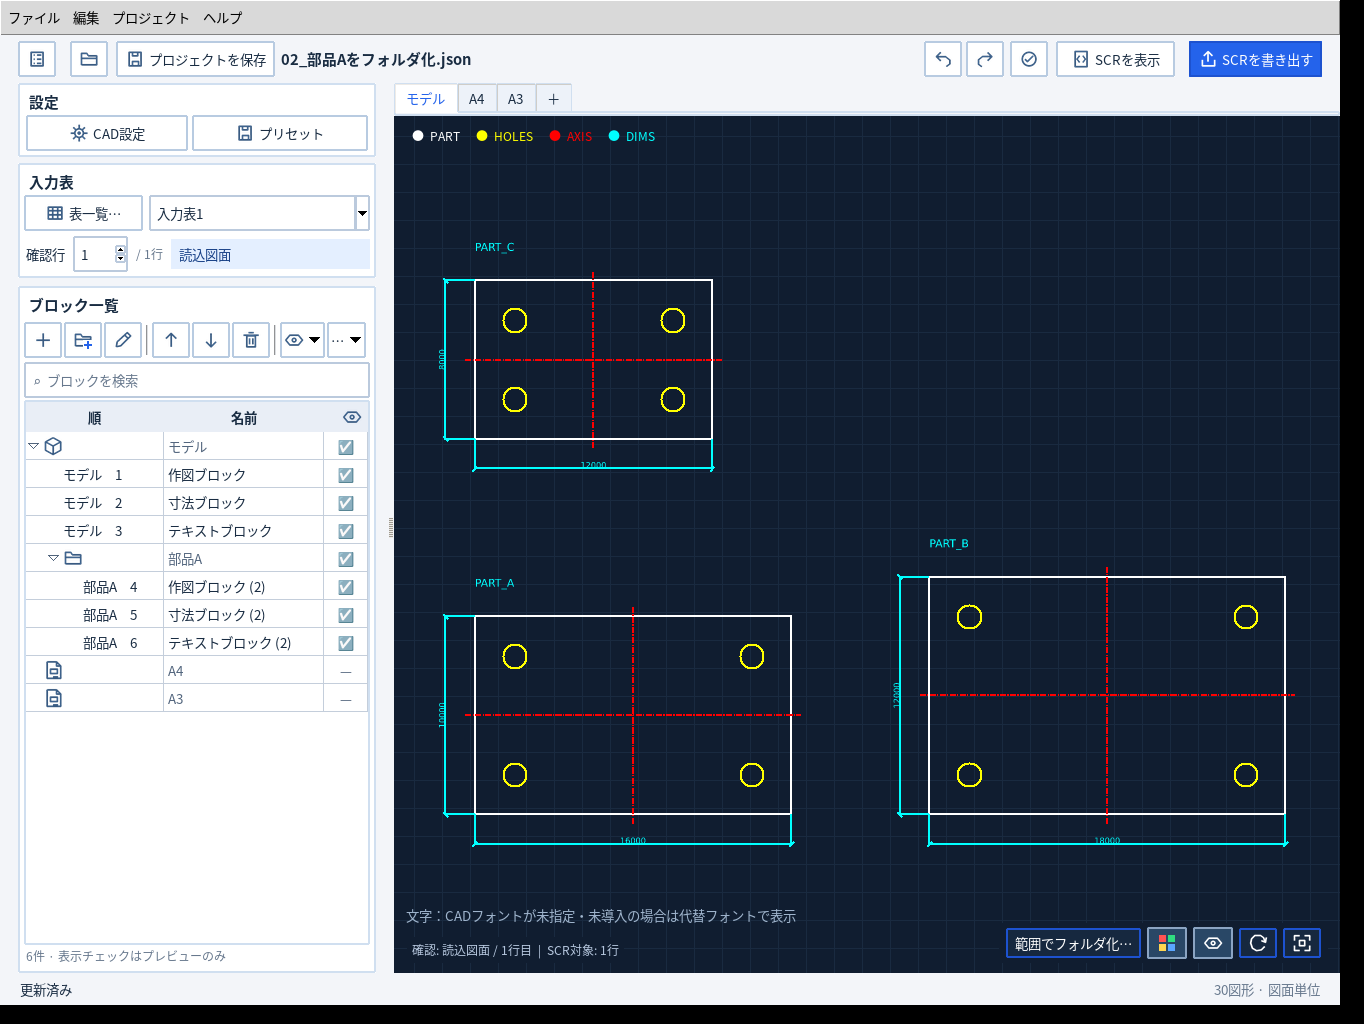 ファイル 編集 プロジェクト ヘルプ
プロジェクトを保存 02_部品Aをフォルダ化.json SCRを表示 SCRを書き出す
設定
CAD設定 プリセット
入力表
表一覧… 入力表1
確認行 1 / 1行 読込図面
ブロック一覧
ブロックを検索
順 名前
モデル
モデル 1 作図ブロック
モデル 2 寸法ブロック
モデル 3 テキストブロック
部品A
部品A 4 作図ブロック (2)
部品A 5 寸法ブロック (2)
部品A 6 テキストブロック (2)
A4 —
A3 —
6件 · 表示チェックはプレビューのみ
更新済み
モデル A4 A3 +
PART HOLES AXIS DIMS
PART_C
8000
12000
PART_A
10000
16000
PART_B
12000
18000
文字：CADフォントが未指定・未導入の場合は代替フォントで表示
確認: 読込図面 / 1行目 | SCR対象: 1行
範囲でフォルダ化…
30図形 · 図面単位